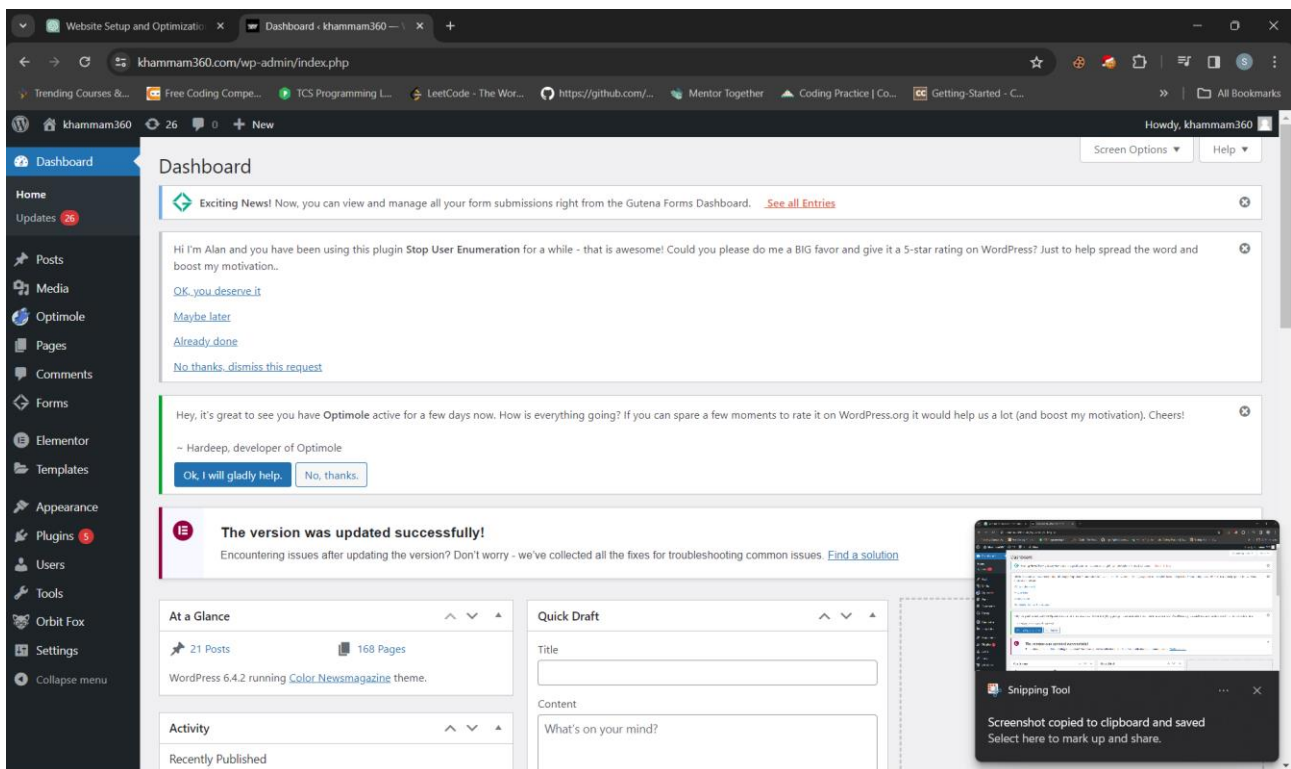 Website Setup and Optimizatio
Dashboard ‹ khammam360 —
khammam360.com/wp-admin/index.php
S
Trending Courses &...
Free Coding Compe...
TCS Programming L...
LeetCode - The Wor...
https://github.com/...
Mentor Together
Coding Practice | Co...
Getting-Started - C...
»
All Bookmarks
khammam360
26
0
+ New
Howdy, khammam360
Dashboard
Home
Updates 26
Posts
Media
Optimole
Pages
Comments
Forms
Elementor
Templates
Appearance
Plugins 5
Users
Tools
Orbit Fox
Settings
Collapse menu
Dashboard
Screen Options
Help
Exciting News! Now, you can view and manage all your form submissions right from the Gutena Forms Dashboard. See all Entries
Hi I'm Alan and you have been using this plugin Stop User Enumeration for a while - that is awesome! Could you please do me a BIG favor and give it a 5-star rating on WordPress? Just to help spread the word and
boost my motivation..
OK, you deserve it
Maybe later
Already done
No thanks, dismiss this request
Hey, it's great to see you have Optimole active for a few days now. How is everything going? If you can spare a few moments to rate it on WordPress.org it would help us a lot (and boost my motivation). Cheers!
~ Hardeep, developer of Optimole
Ok, I will gladly help.
No, thanks.
The version was updated successfully!
Encountering issues after updating the version? Don't worry - we've collected all the fixes for troubleshooting common issues. Find a solution
At a Glance
21 Posts
168 Pages
WordPress 6.4.2 running Color Newsmagazine theme.
Activity
Recently Published
Quick Draft
Title
Content
What's on your mind?
Snipping Tool
Screenshot copied to clipboard and saved
Select here to mark up and share.